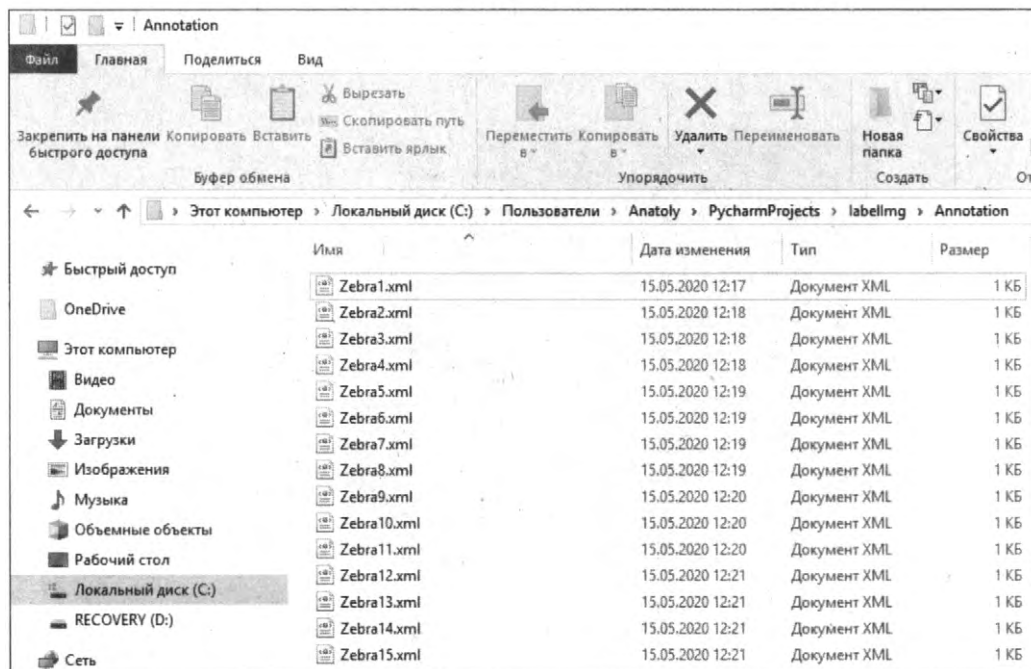 Annotation
Файл Главная Поделиться Вид
Закрепить на панели быстрого доступа
Копировать
Вставить
Вырезать
Скопировать путь
Вставить ярлык
Переместить в
Копировать в
Удалить
Переименовать
Новая папка
Свойства
Буфер обмена Упорядочить Создать От
Этот компьютер › Локальный диск (C:) › Пользователи › Anatoly › PycharmProjects › labelImg › Annotation
Имя Дата изменения Тип Размер
Быстрый доступ
OneDrive
Этот компьютер
Видео
Документы
Загрузки
Изображения
Музыка
Объемные объекты
Рабочий стол
Локальный диск (C:)
RECOVERY (D:)
Сеть
Zebra1.xml 15.05.2020 12:17 Документ XML 1 КБ
Zebra2.xml 15.05.2020 12:18 Документ XML 1 КБ
Zebra3.xml 15.05.2020 12:18 Документ XML 1 КБ
Zebra4.xml 15.05.2020 12:18 Документ XML 1 КБ
Zebra5.xml 15.05.2020 12:19 Документ XML 1 КБ
Zebra6.xml 15.05.2020 12:19 Документ XML 1 КБ
Zebra7.xml 15.05.2020 12:19 Документ XML 1 КБ
Zebra8.xml 15.05.2020 12:19 Документ XML 1 КБ
Zebra9.xml 15.05.2020 12:20 Документ XML 1 КБ
Zebra10.xml 15.05.2020 12:20 Документ XML 1 КБ
Zebra11.xml 15.05.2020 12:20 Документ XML 1 КБ
Zebra12.xml 15.05.2020 12:21 Документ XML 1 КБ
Zebra13.xml 15.05.2020 12:21 Документ XML 1 КБ
Zebra14.xml 15.05.2020 12:21 Документ XML 1 КБ
Zebra15.xml 15.05.2020 12:21 Документ XML 1 КБ